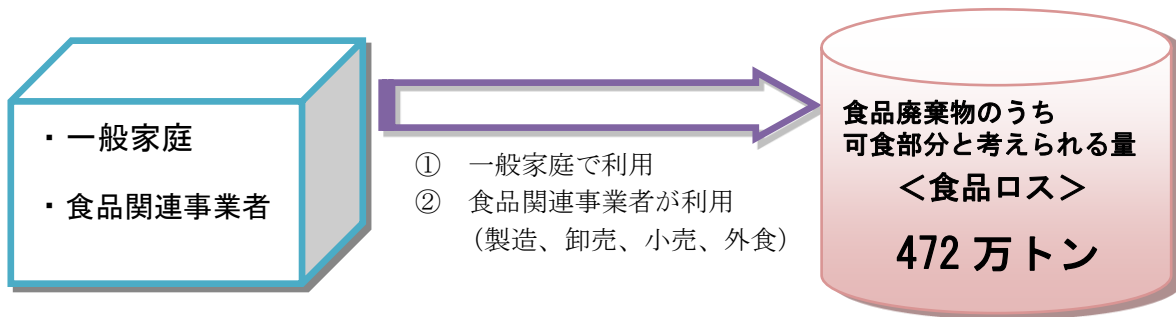 ・一般家庭
・食品関連事業者
① 一般家庭で利用
② 食品関連事業者が利用
（製造、卸売、小売、外食）
食品廃棄物のうち
可食部分と考えられる量
＜食品ロス＞
472 万トン